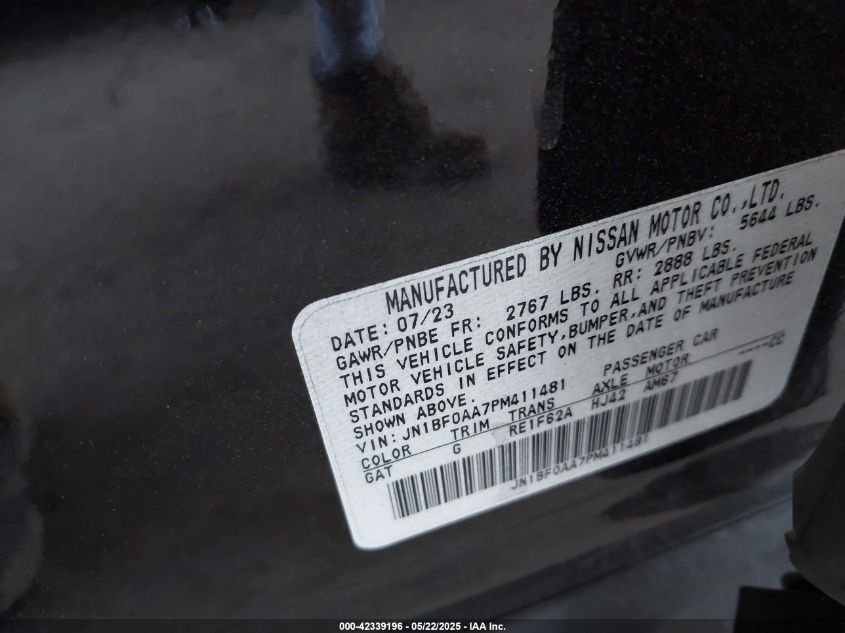 MANUFACTURED BY NISSAN MOTOR CO.,LTD.
DATE: 07/23 GVWR/PNBV: 5644 LBS.
GAWR/PNBE FR: 2767 LBS. RR: 2888 LBS.
THIS VEHICLE CONFORMS TO ALL APPLICABLE FEDERAL
MOTOR VEHICLE SAFETY,BUMPER,AND THEFT PREVENTION
STANDARDS IN EFFECT ON THE DATE OF MANUFACTURE
SHOWN ABOVE.
VIN: JN1BF0AA7PM411481 PASSENGER CAR
COLOR TRIM TRANS AXLE MOTOR ----CC
GAT G RE1F62A HJ42 AM67
JN1BF0AA7PM411481
000-42339196 - 05/22/2025 - IAA Inc.